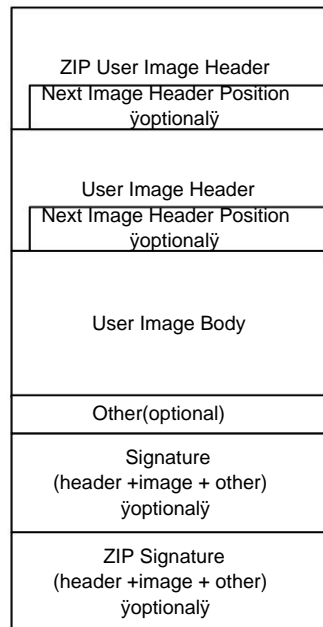 ZIP User Image Header
Next Image Header Position
ÿoptionalÿ
User Image Header
Next Image Header Position
ÿoptionalÿ
User Image Body
Other(optional)
Signature
(header +image + other)
ÿoptionalÿ
ZIP Signature
(header +image + other)
ÿoptionalÿ